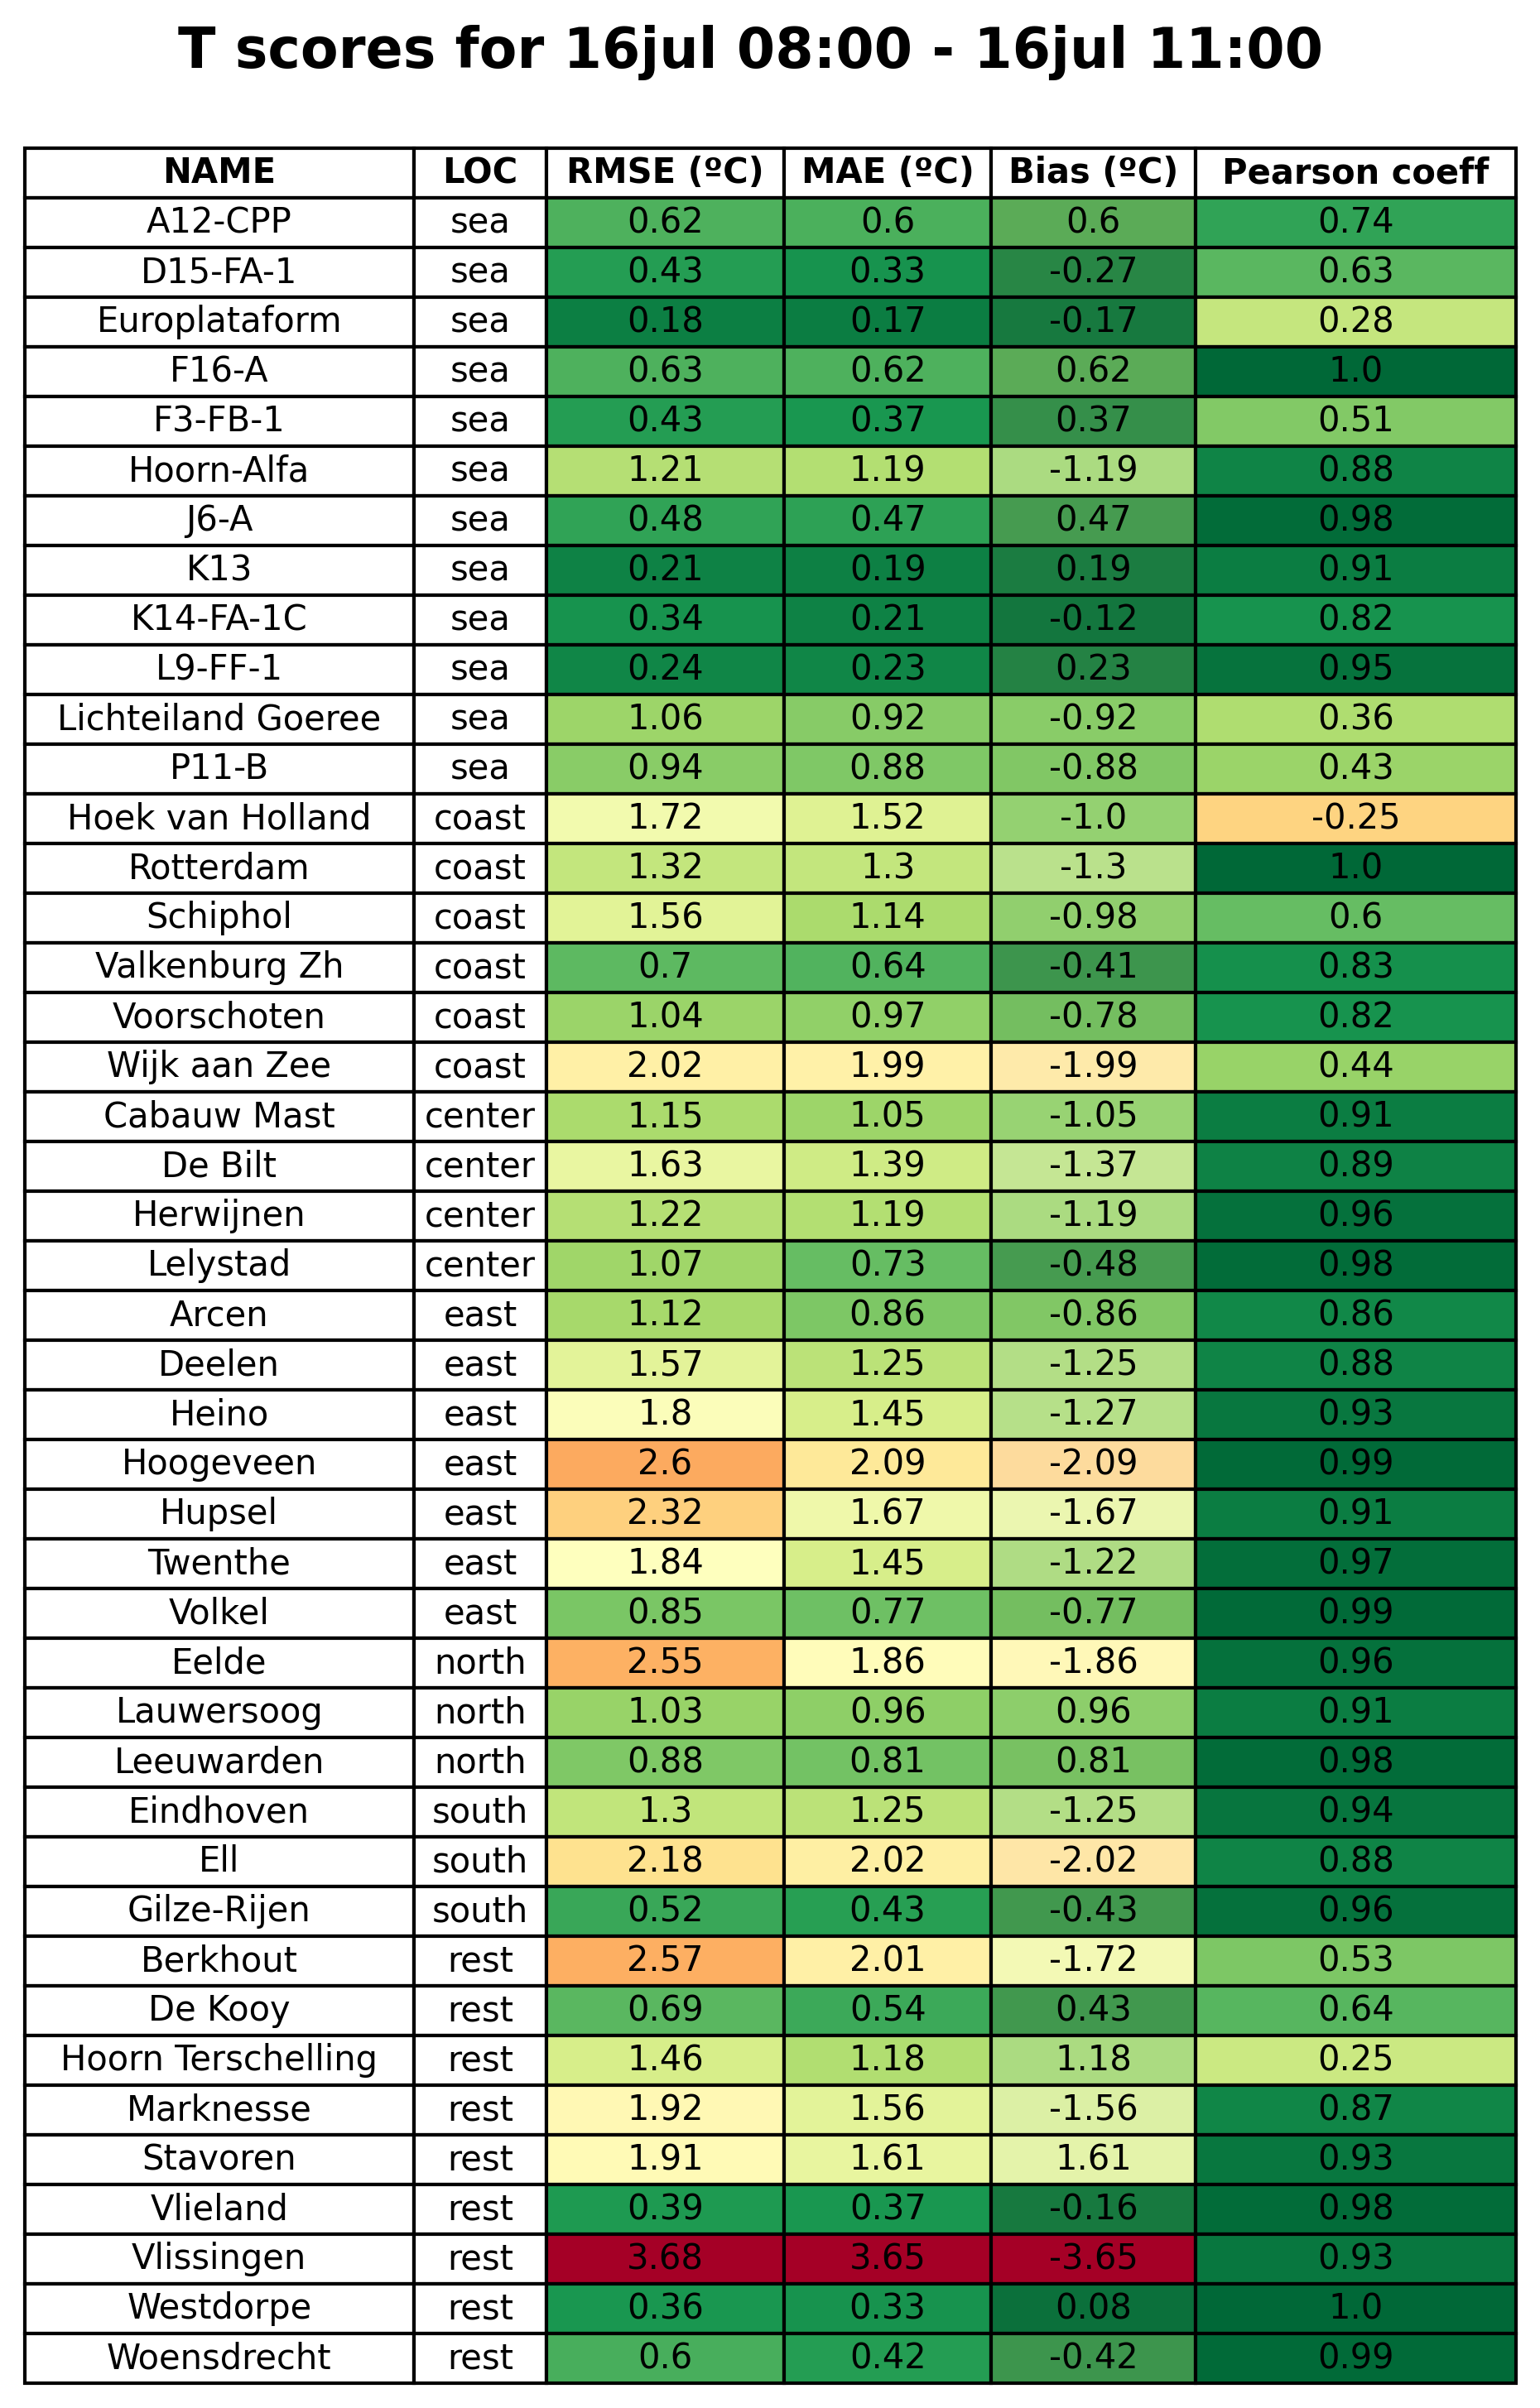 T scores for 16jul 08:00 - 16jul 11:00
NAME LOC RMSE (ºC) MAE (ºC) Bias (ºC) Pearson coeff
A12-CPP sea 0.62 0.6 0.6 0.74
D15-FA-1 sea 0.43 0.33 -0.27 0.63
Europlataform sea 0.18 0.17 -0.17 0.28
F16-A sea 0.63 0.62 0.62 1.0
F3-FB-1 sea 0.43 0.37 0.37 0.51
Hoorn-Alfa sea 1.21 1.19 -1.19 0.88
J6-A sea 0.48 0.47 0.47 0.98
K13 sea 0.21 0.19 0.19 0.91
K14-FA-1C sea 0.34 0.21 -0.12 0.82
L9-FF-1 sea 0.24 0.23 0.23 0.95
Lichteiland Goeree sea 1.06 0.92 -0.92 0.36
P11-B sea 0.94 0.88 -0.88 0.43
Hoek van Holland coast 1.72 1.52 -1.0 -0.25
Rotterdam coast 1.32 1.3 -1.3 1.0
Schiphol coast 1.56 1.14 -0.98 0.6
Valkenburg Zh coast 0.7 0.64 -0.41 0.83
Voorschoten coast 1.04 0.97 -0.78 0.82
Wijk aan Zee coast 2.02 1.99 -1.99 0.44
Cabauw Mast center 1.15 1.05 -1.05 0.91
De Bilt center 1.63 1.39 -1.37 0.89
Herwijnen center 1.22 1.19 -1.19 0.96
Lelystad center 1.07 0.73 -0.48 0.98
Arcen east 1.12 0.86 -0.86 0.86
Deelen east 1.57 1.25 -1.25 0.88
Heino east 1.8 1.45 -1.27 0.93
Hoogeveen east 2.6 2.09 -2.09 0.99
Hupsel east 2.32 1.67 -1.67 0.91
Twenthe east 1.84 1.45 -1.22 0.97
Volkel east 0.85 0.77 -0.77 0.99
Eelde north 2.55 1.86 -1.86 0.96
Lauwersoog north 1.03 0.96 0.96 0.91
Leeuwarden north 0.88 0.81 0.81 0.98
Eindhoven south 1.3 1.25 -1.25 0.94
Ell south 2.18 2.02 -2.02 0.88
Gilze-Rijen south 0.52 0.43 -0.43 0.96
Berkhout rest 2.57 2.01 -1.72 0.53
De Kooy rest 0.69 0.54 0.43 0.64
Hoorn Terschelling rest 1.46 1.18 1.18 0.25
Marknesse rest 1.92 1.56 -1.56 0.87
Stavoren rest 1.91 1.61 1.61 0.93
Vlieland rest 0.39 0.37 -0.16 0.98
Vlissingen rest 3.68 3.65 -3.65 0.93
Westdorpe rest 0.36 0.33 0.08 1.0
Woensdrecht rest 0.6 0.42 -0.42 0.99